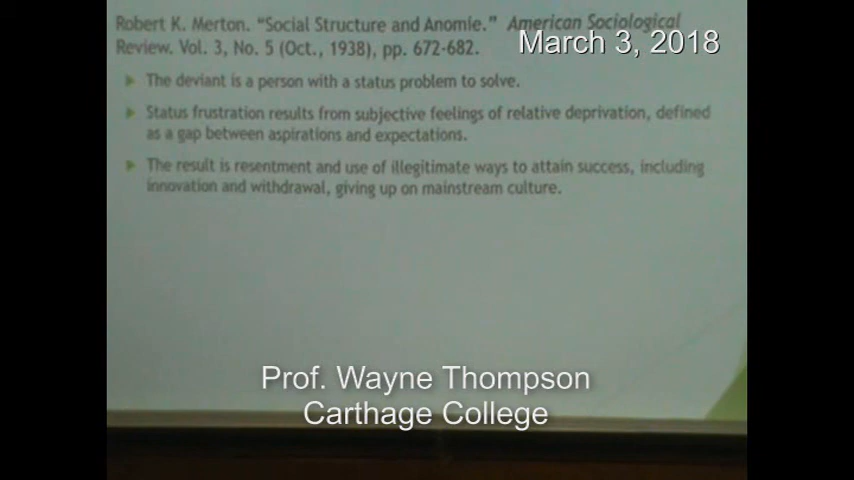 Robert K. Merton. "Social Structure and Anomie." American Sociological
Review. Vol. 3, No. 5 (Oct., 1938), pp. 672-682.
March 3, 2018
The deviant is a person with a status problem to solve.
Status frustration results from subjective feelings of relative deprivation, defined
as a gap between aspirations and expectations.
The result is resentment and use of illegitimate ways to attain success, including
innovation and withdrawal, giving up on mainstream culture.
Prof. Wayne Thompson
Carthage College